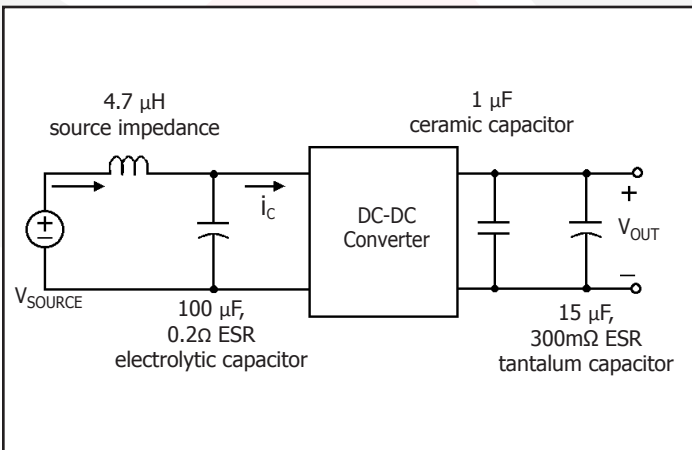 4.7 µH
source impedance
1 µF
ceramic capacitor
i_C
DC-DC
Converter
+
V_OUT
–
+
–
V_SOURCE
100 µF,
0.2Ω ESR
electrolytic capacitor
15 µF,
300mΩ ESR
tantalum capacitor